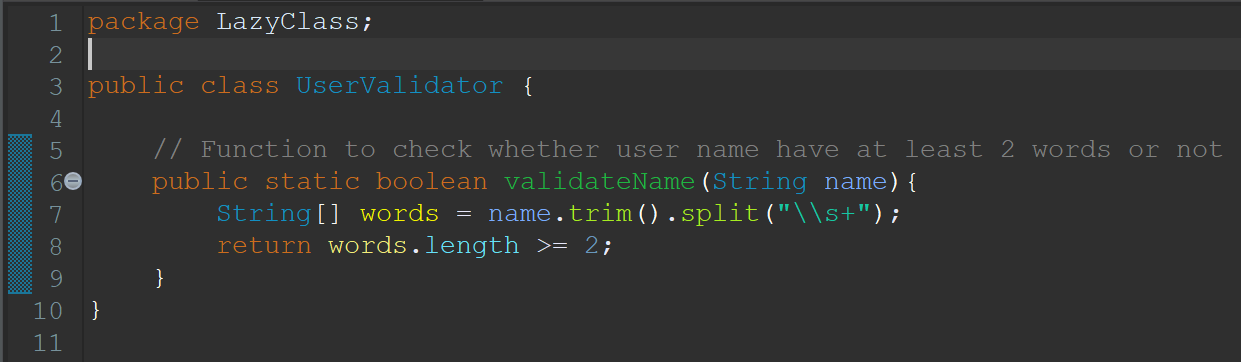 1 package LazyClass;
2
3 public class UserValidator {
4
5     // Function to check whether user name have at least 2 words or not
6     public static boolean validateName(String name){
7         String[] words = name.trim().split("\\s+");
8         return words.length >= 2;
9     }
10 }
11